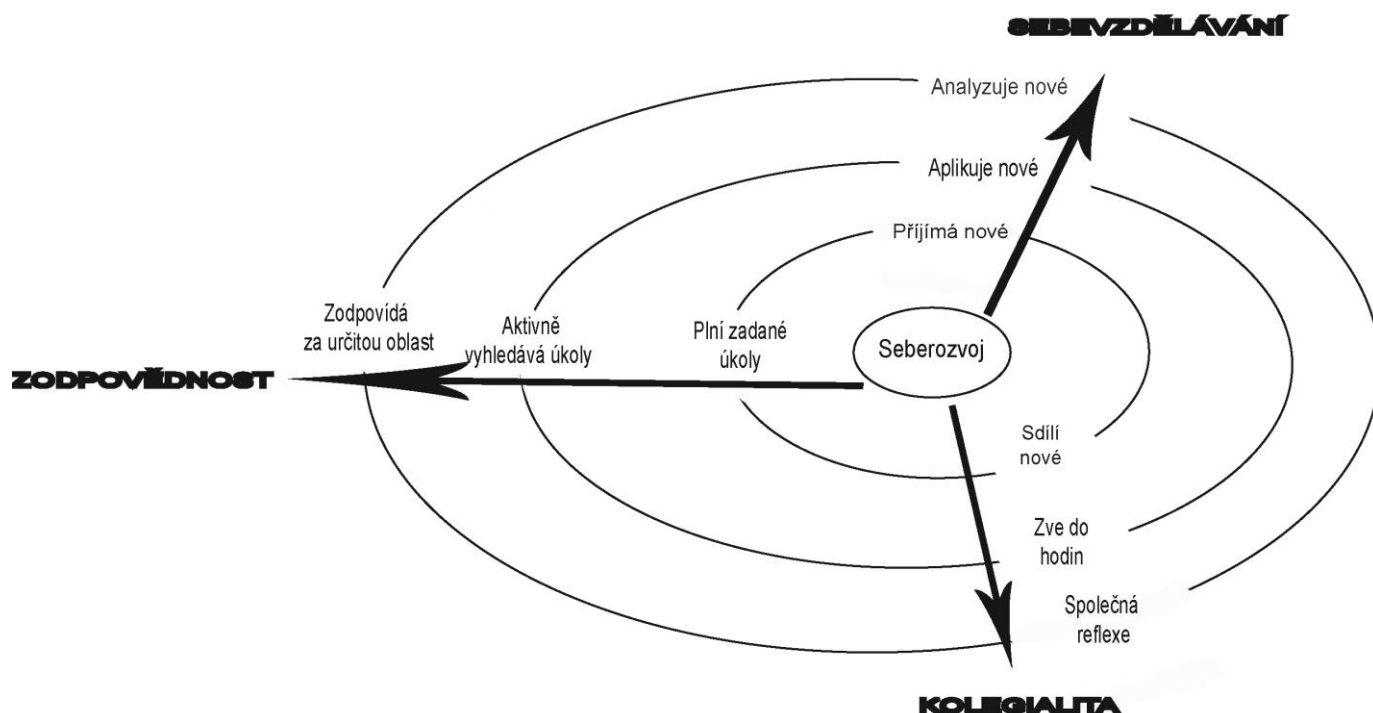 SEBEVZDĚLÁVÁNÍ
Analyzuje nové
Aplikuje nové
Příjímá nové
Zodpovídá
za určitou oblast
Aktivně
vyhledává úkoly
Plní zadané
úkoly
Seberozvoj
ZODPOVĚDNOST
Sdílí
nové
Zve do
hodin
Společná
reflexe
KOLEGIALITA